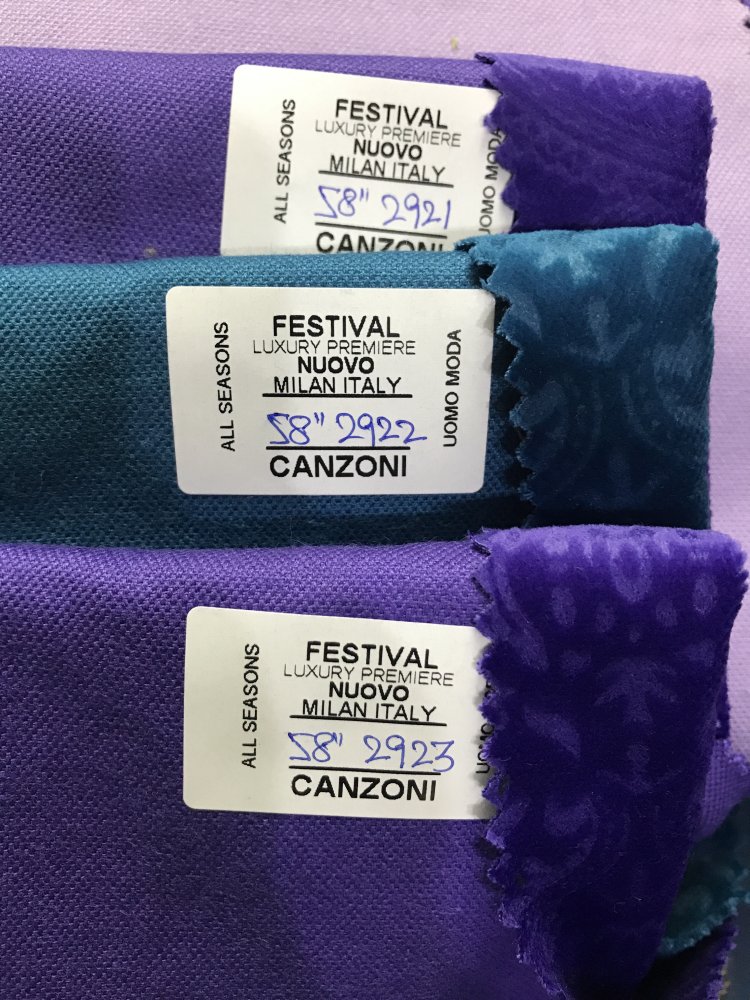 ALL SEASONS
FESTIVAL
LUXURY PREMIERE
NUOVO
MILAN ITALY
58" 2921
CANZONI
UOMO MODA
ALL SEASONS
FESTIVAL
LUXURY PREMIERE
NUOVO
MILAN ITALY
58" 2922
CANZONI
UOMO MODA
ALL SEASONS
FESTIVAL
LUXURY PREMIERE
NUOVO
MILAN ITALY
58" 2923
CANZONI
UOMO